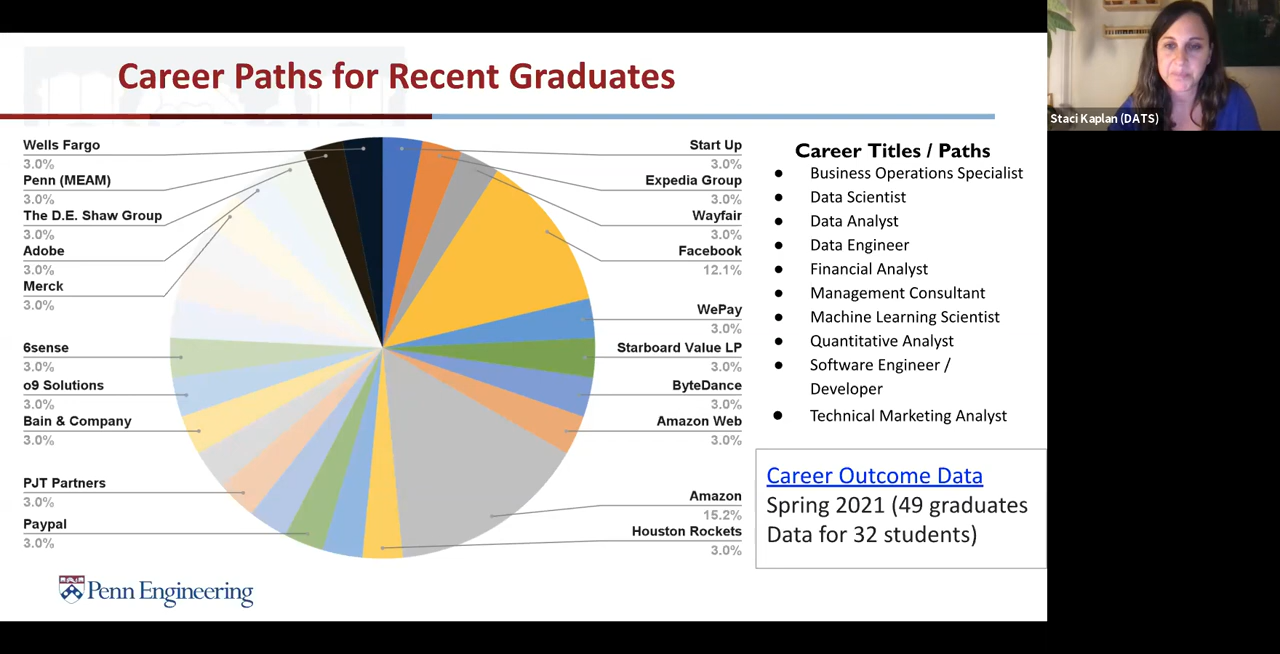 Career Paths for Recent Graduates
Staci Kaplan (DATS)
Wells Fargo
3.0%
Penn (MEAM)
3.0%
The D.E. Shaw Group
3.0%
Adobe
3.0%
Merck
3.0%
6sense
3.0%
o9 Solutions
3.0%
Bain & Company
3.0%
PJT Partners
3.0%
Paypal
3.0%
Start Up
3.0%
Expedia Group
3.0%
Wayfair
3.0%
Facebook
12.1%
WePay
3.0%
Starboard Value LP
3.0%
ByteDance
3.0%
Amazon Web
3.0%
Amazon
15.2%
Houston Rockets
3.0%
Career Titles / Paths
● Business Operations Specialist
● Data Scientist
● Data Analyst
● Data Engineer
● Financial Analyst
● Management Consultant
● Machine Learning Scientist
● Quantitative Analyst
● Software Engineer /
Developer
● Technical Marketing Analyst
Career Outcome Data
Spring 2021 (49 graduates
Data for 32 students)
Penn Engineering